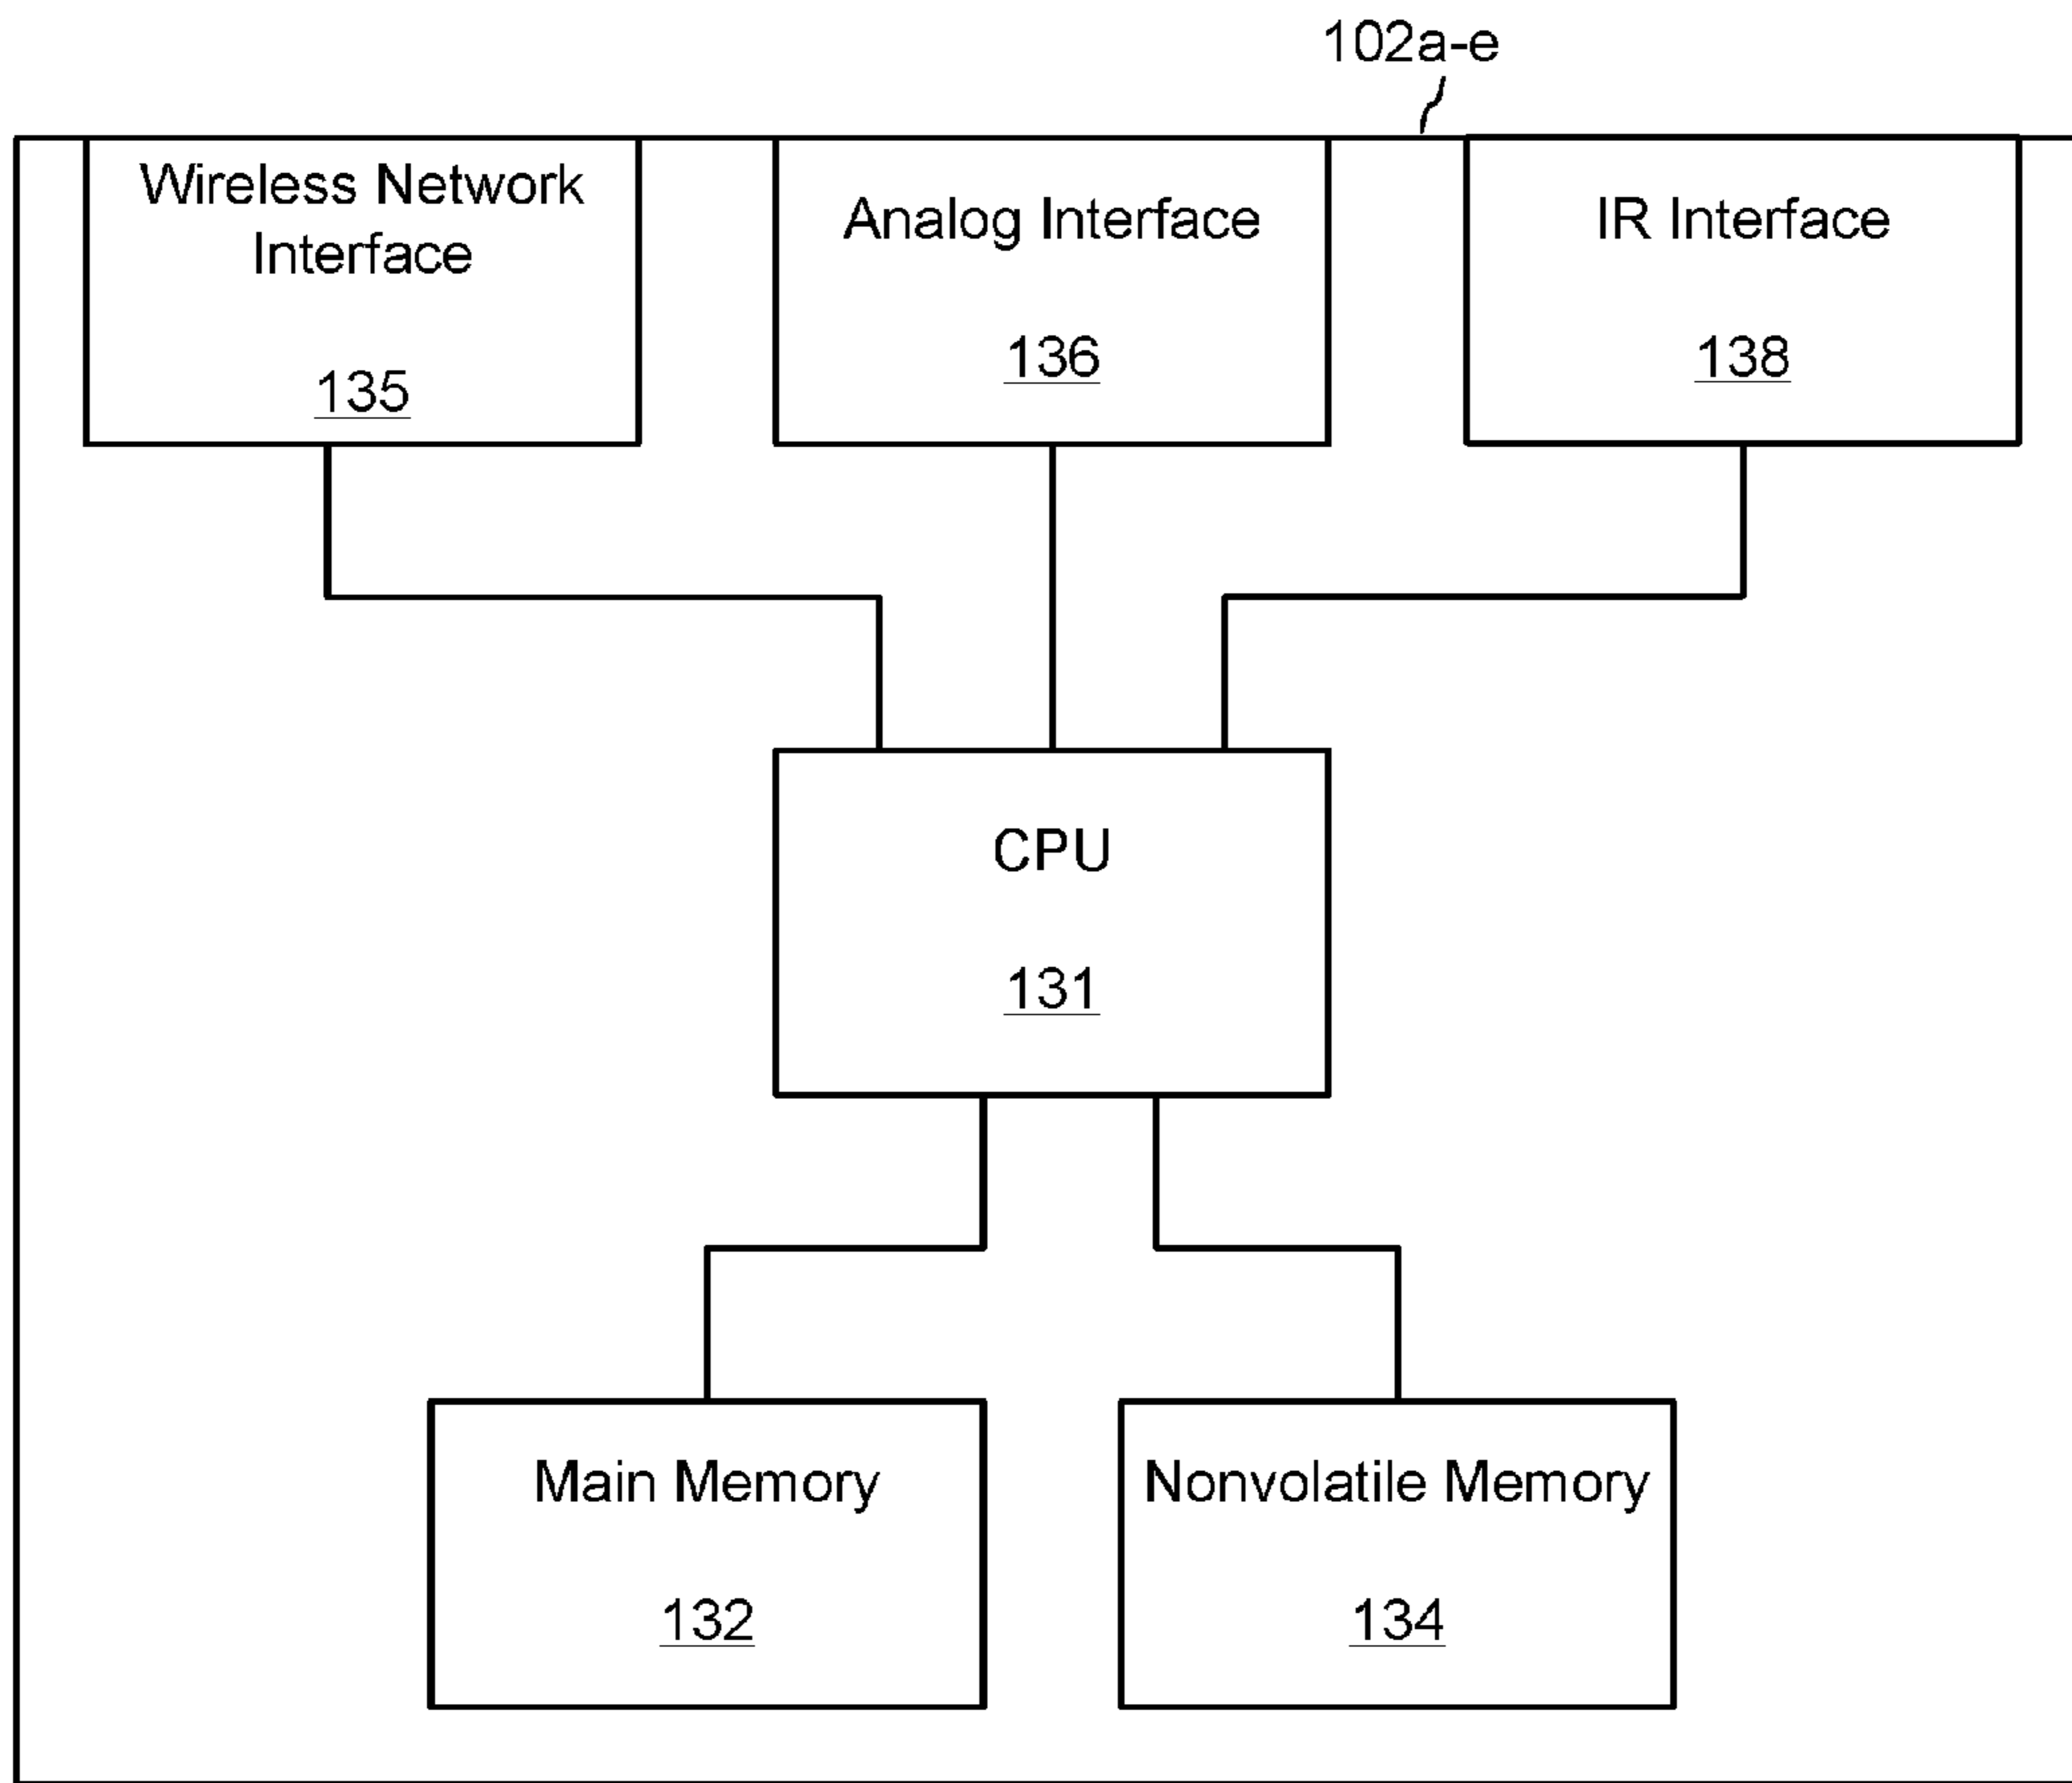 102a-e
Wireless Network
Interface
135
Analog Interface
136
IR Interface
138
CPU
131
Main Memory
132
Nonvolatile Memory
134